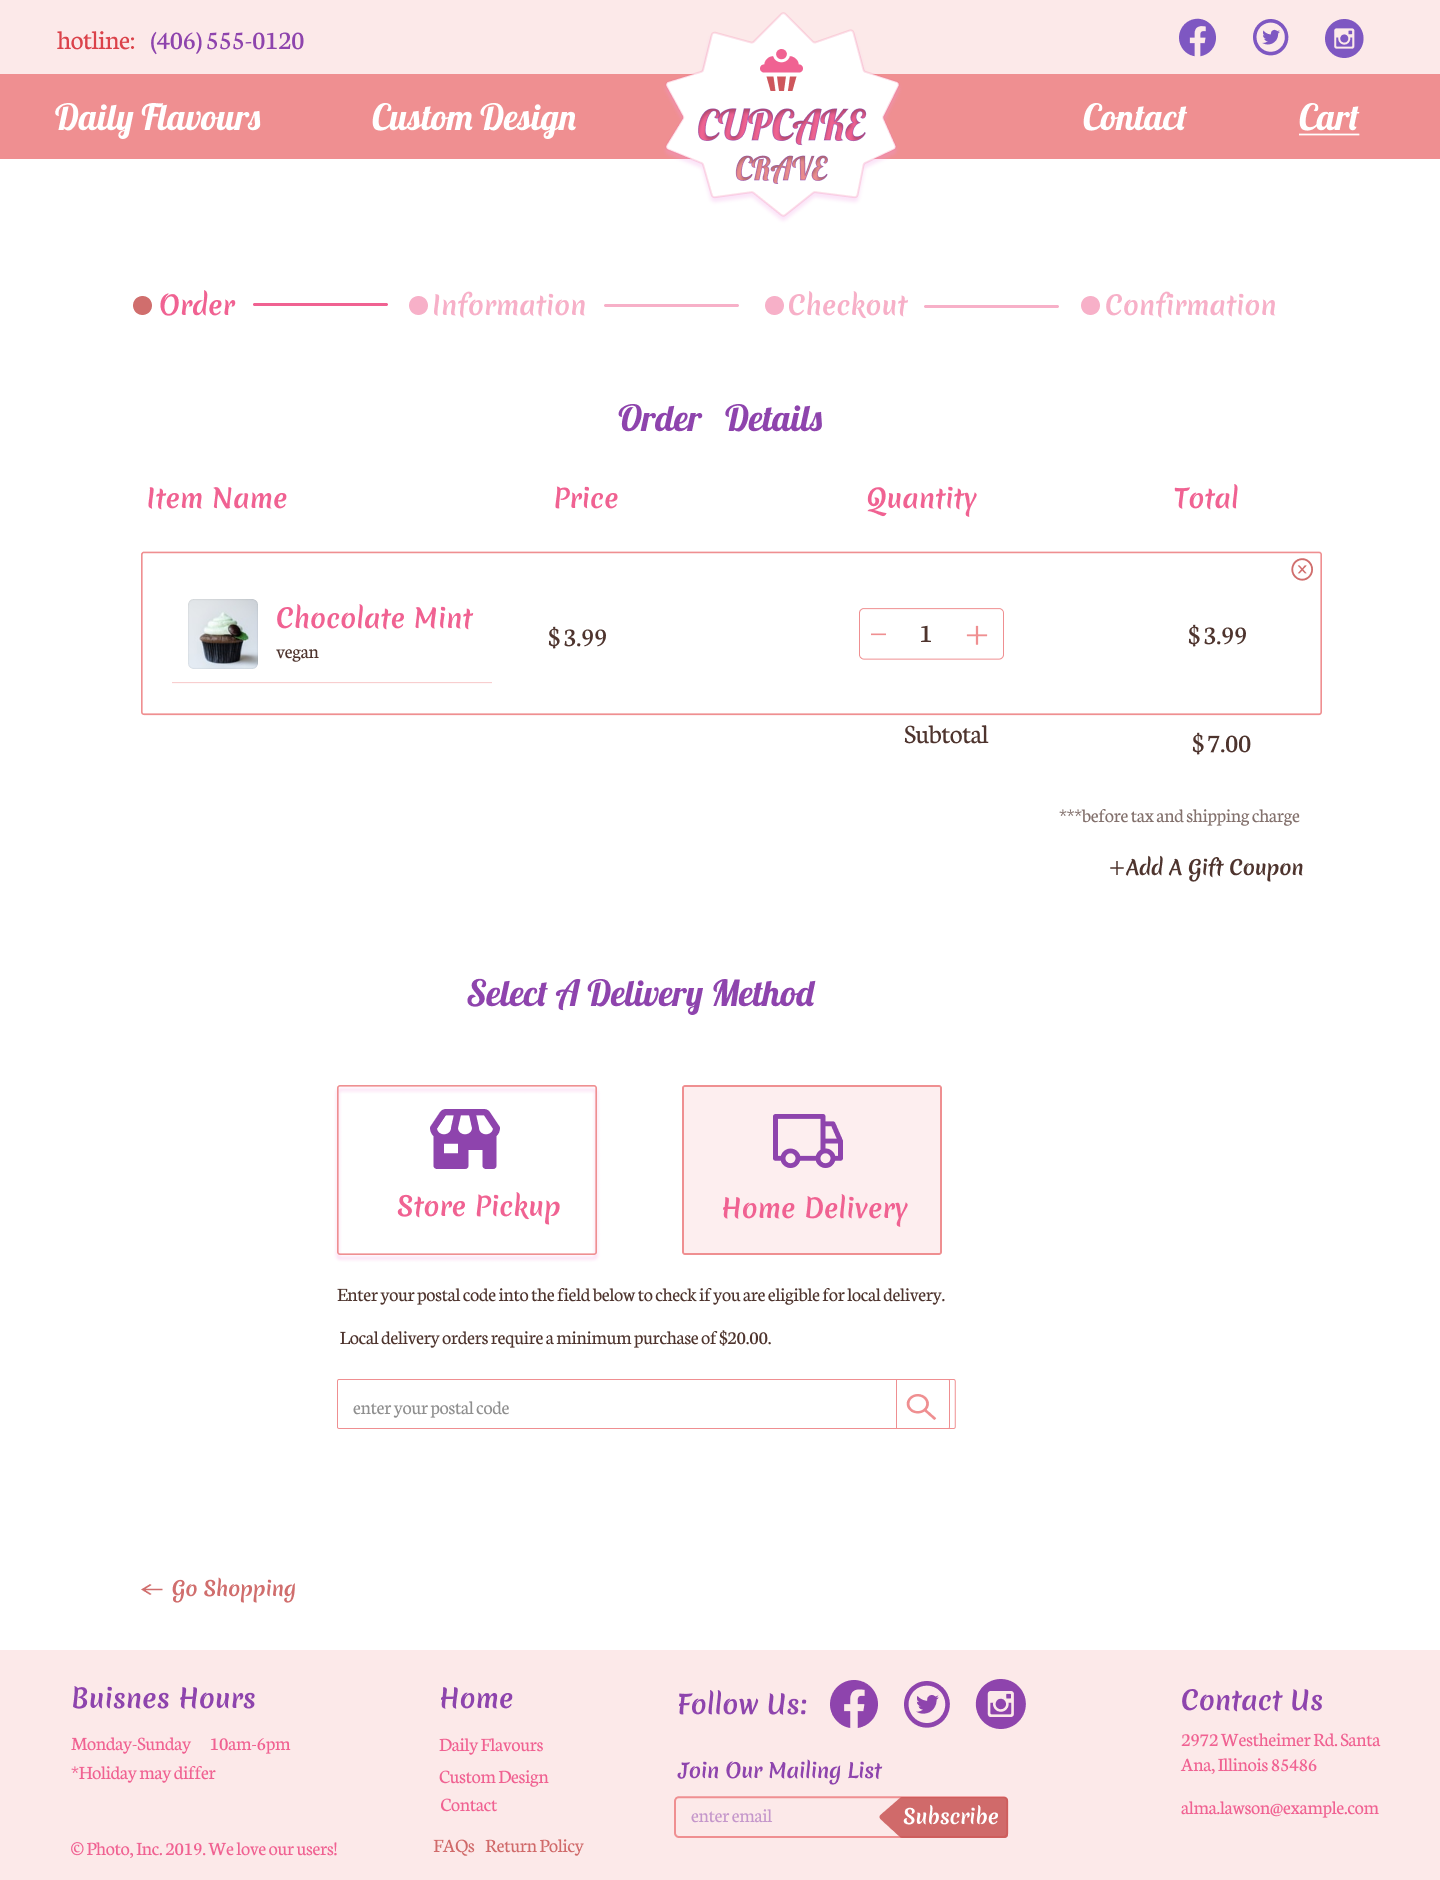 hotline: (406) 555-0120
Daily Flavours Custom Design CUPCAKE CRAVE Contact Cart
Order Information Checkout Confirmation
Order Details
Item Name Price Quantity Total
Chocolate Mint
vegan
$ 3.99 − 1 + $ 3.99
Subtotal $ 7.00
***before tax and shipping charge
+Add A Gift Coupon
Select A Delivery Method
Store Pickup Home Delivery
Enter your postal code into the field below to check if you are eligible for local delivery.
Local delivery orders require a minimum purchase of $20.00.
enter your postal code
← Go Shopping
Buisnes Hours
Monday-Sunday 10am-6pm
*Holiday may differ
© Photo, Inc. 2019. We love our users!
Home
Daily Flavours
Custom Design
Contact
FAQs Return Policy
Follow Us:
Join Our Mailing List
enter email Subscribe
Contact Us
2972 Westheimer Rd. Santa
Ana, Illinois 85486
alma.lawson@example.com